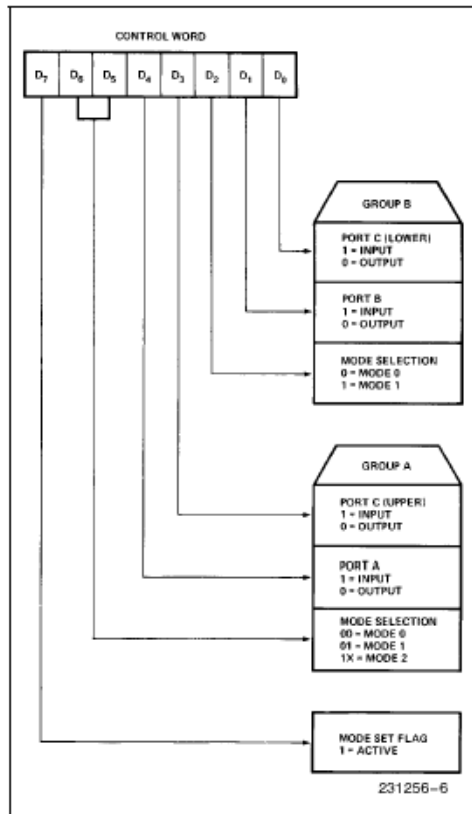 CONTROL WORD
D7 D6 D5 D4 D3 D2 D1 D0
GROUP B
PORT C (LOWER)
1 = INPUT
0 = OUTPUT
PORT B
1 = INPUT
0 = OUTPUT
MODE SELECTION
0 = MODE 0
1 = MODE 1
GROUP A
PORT C (UPPER)
1 = INPUT
0 = OUTPUT
PORT A
1 = INPUT
0 = OUTPUT
MODE SELECTION
00 = MODE 0
01 = MODE 1
1X = MODE 2
MODE SET FLAG
1 = ACTIVE
231256-6